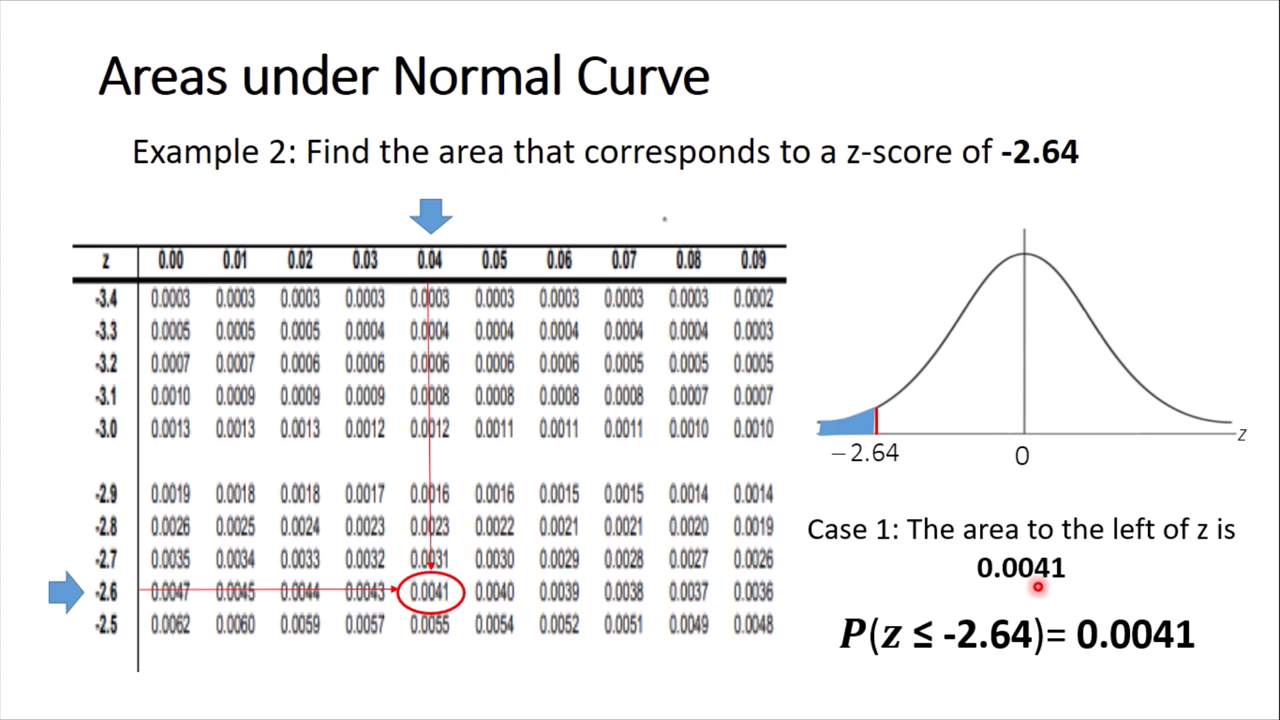 Areas under Normal Curve
Example 2: Find the area that corresponds to a z-score of -2.64
z 0.00 0.01 0.02 0.03 0.04 0.05 0.06 0.07 0.08 0.09
-3.4 0.0003 0.0003 0.0003 0.0003 0.0003 0.0003 0.0003 0.0003 0.0003 0.0002
-3.3 0.0005 0.0005 0.0005 0.0004 0.0004 0.0004 0.0004 0.0004 0.0004 0.0003
-3.2 0.0007 0.0007 0.0006 0.0006 0.0006 0.0006 0.0006 0.0005 0.0005 0.0005
-3.1 0.0010 0.0009 0.0009 0.0009 0.0008 0.0008 0.0008 0.0008 0.0007 0.0007
-3.0 0.0013 0.0013 0.0013 0.0012 0.0012 0.0011 0.0011 0.0011 0.0010 0.0010
-2.9 0.0019 0.0018 0.0018 0.0017 0.0016 0.0016 0.0015 0.0015 0.0014 0.0014
-2.8 0.0026 0.0025 0.0024 0.0023 0.0023 0.0022 0.0021 0.0021 0.0020 0.0019
-2.7 0.0035 0.0034 0.0033 0.0032 0.0031 0.0030 0.0029 0.0028 0.0027 0.0026
-2.6 0.0047 0.0045 0.0044 0.0043 0.0041 0.0040 0.0039 0.0038 0.0037 0.0036
-2.5 0.0062 0.0060 0.0059 0.0057 0.0055 0.0054 0.0052 0.0051 0.0049 0.0048
z
−2.64 0
Case 1: The area to the left of z is
0.0041
P(z ≤ -2.64)= 0.0041